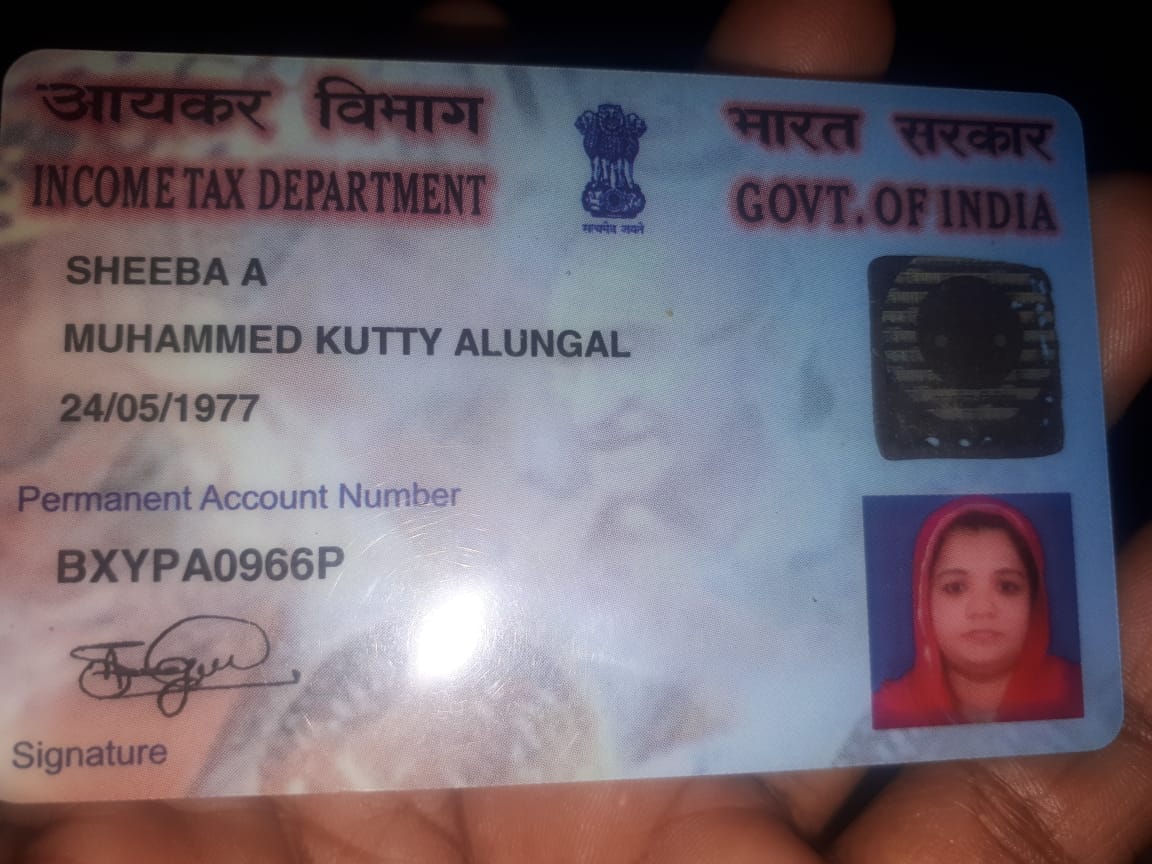 आयकर विभाग
INCOME TAX DEPARTMENT
सत्यमेव जयते
भारत सरकार
GOVT. OF INDIA
SHEEBA A
MUHAMMED KUTTY ALUNGAL
24/05/1977
Permanent Account Number
BXYPA0966P
Signature